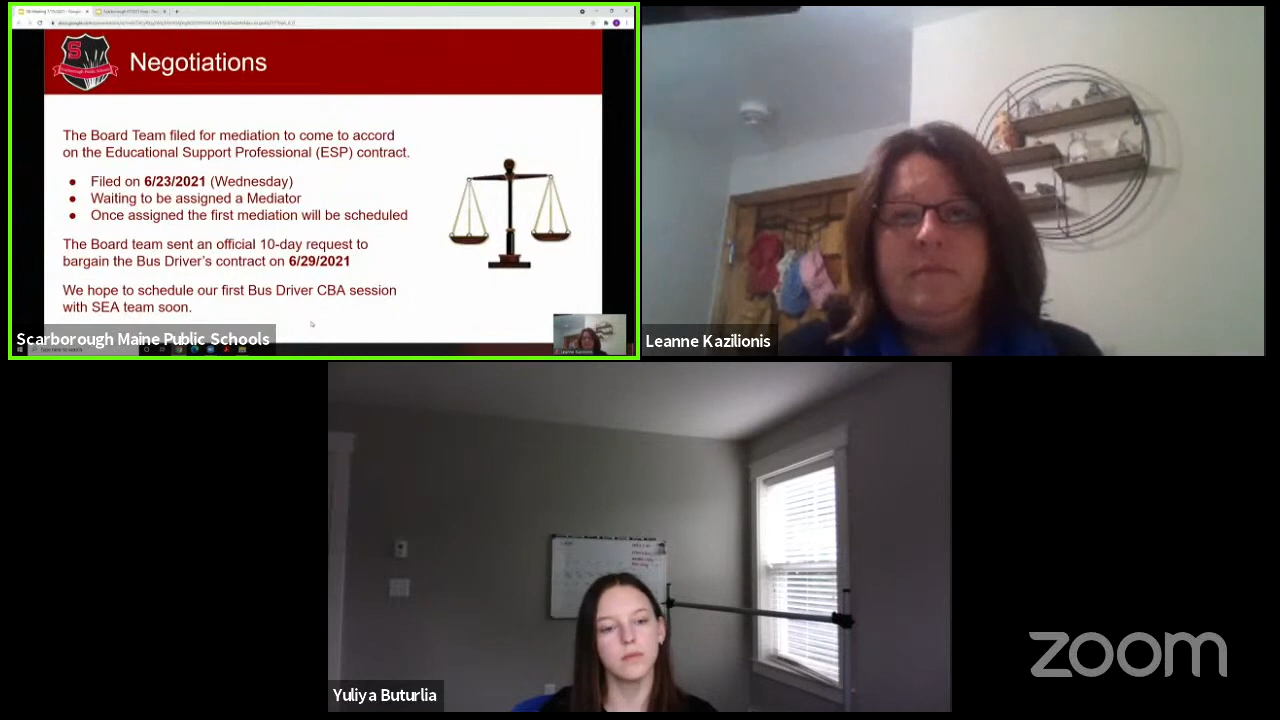 Negotiations
The Board Team filed for mediation to come to accord
on the Educational Support Professional (ESP) contract.
● Filed on 6/23/2021 (Wednesday)
● Waiting to be assigned a Mediator
● Once assigned the first mediation will be scheduled
The Board team sent an official 10-day request to
bargain the Bus Driver's contract on 6/29/2021
We hope to schedule our first Bus Driver CBA session
with SEA team soon.
Scarborough Maine Public Schools
Leanne Kazilionis
Leanne Kazilionis
Yuliya Buturlia
zoom